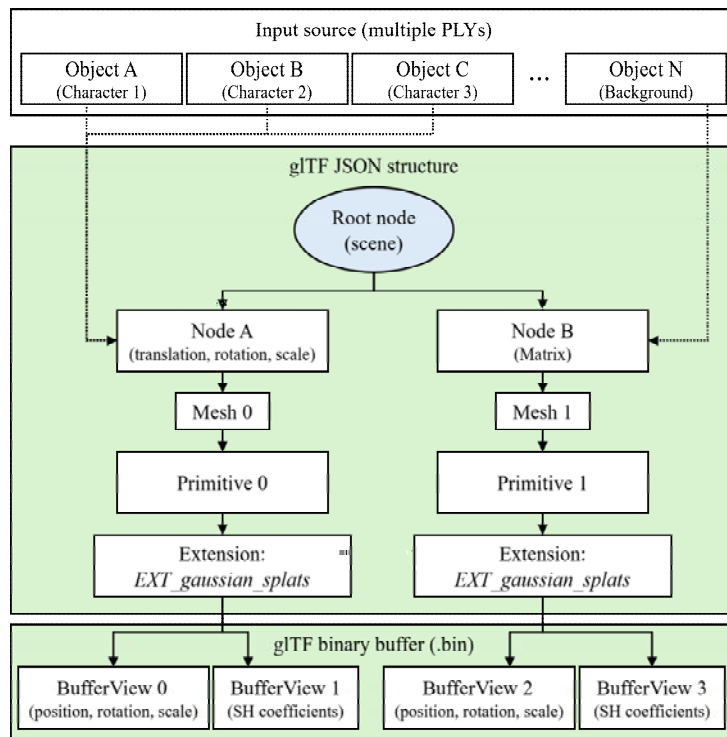 Input source (multiple PLYs)
Object A
(Character 1)
Object B
(Character 2)
Object C
(Character 3)
...
Object N
(Background)
glTF JSON structure
Root node
(scene)
Node A
(translation, rotation, scale)
Node B
(Matrix)
Mesh 0
Mesh 1
Primitive 0
Primitive 1
Extension:
EXT_gaussian_splats
Extension:
EXT_gaussian_splats
glTF binary buffer (.bin)
BufferView 0
(position, rotation, scale)
BufferView 1
(SH coefficients)
BufferView 2
(position, rotation, scale)
BufferView 3
(SH coefficients)